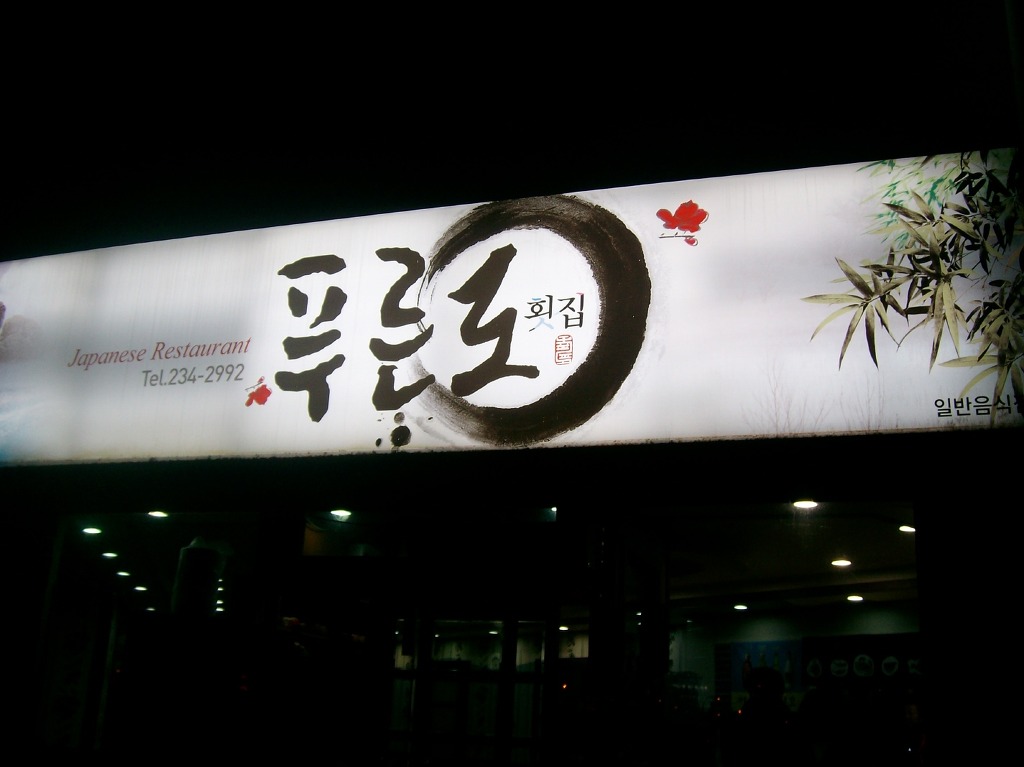 Japanese Restaurant
Tel.234-2992
푸른도
횟집